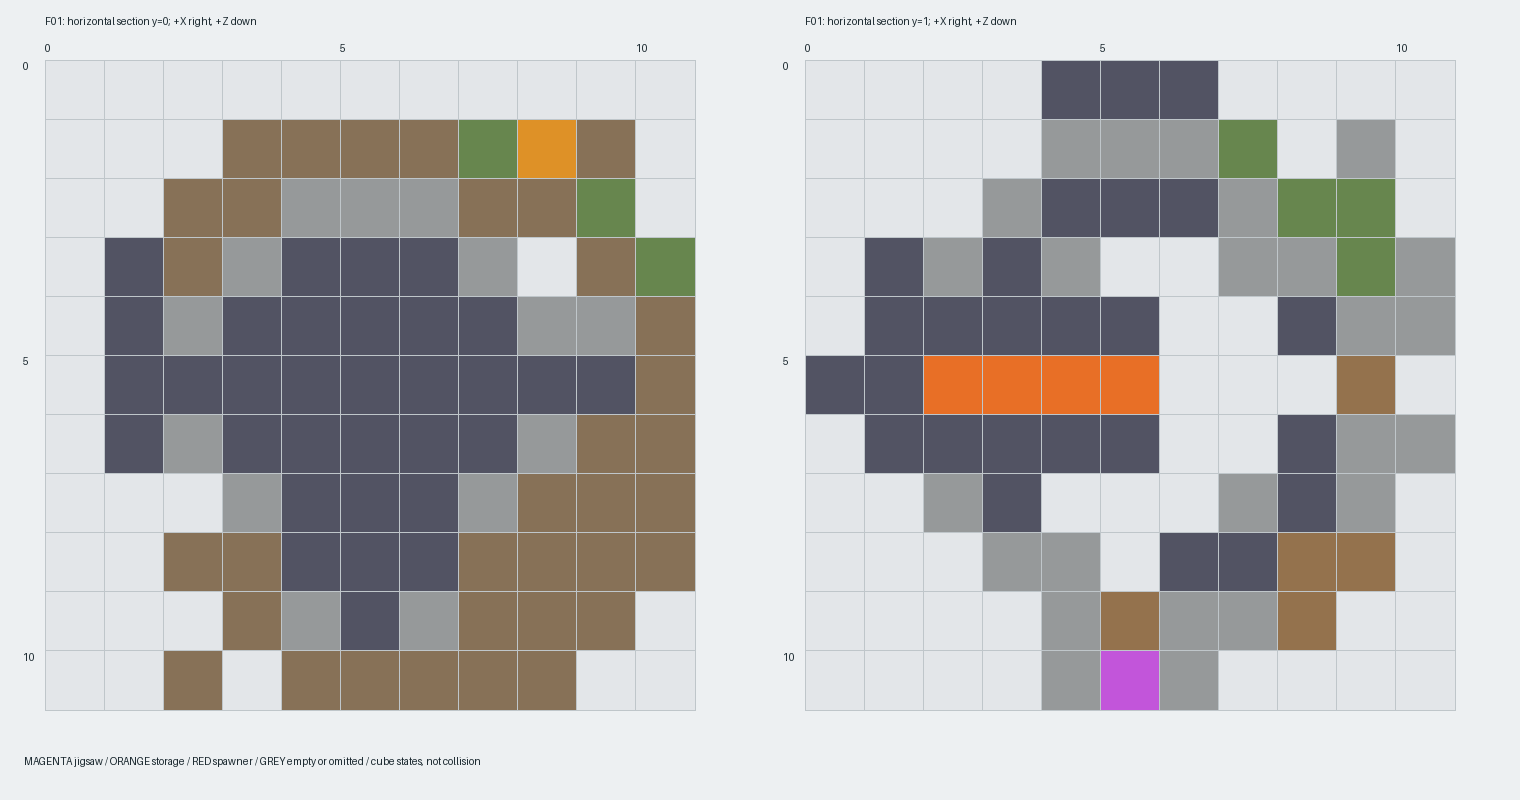 F01: horizontal section y=0; +X right, +Z down
F01: horizontal section y=1; +X right, +Z down
0 5 10
0 5 10
0
0
5
5
10
10
MAGENTA jigsaw / ORANGE storage / RED spawner / GREY empty or omitted / cube states, not collision